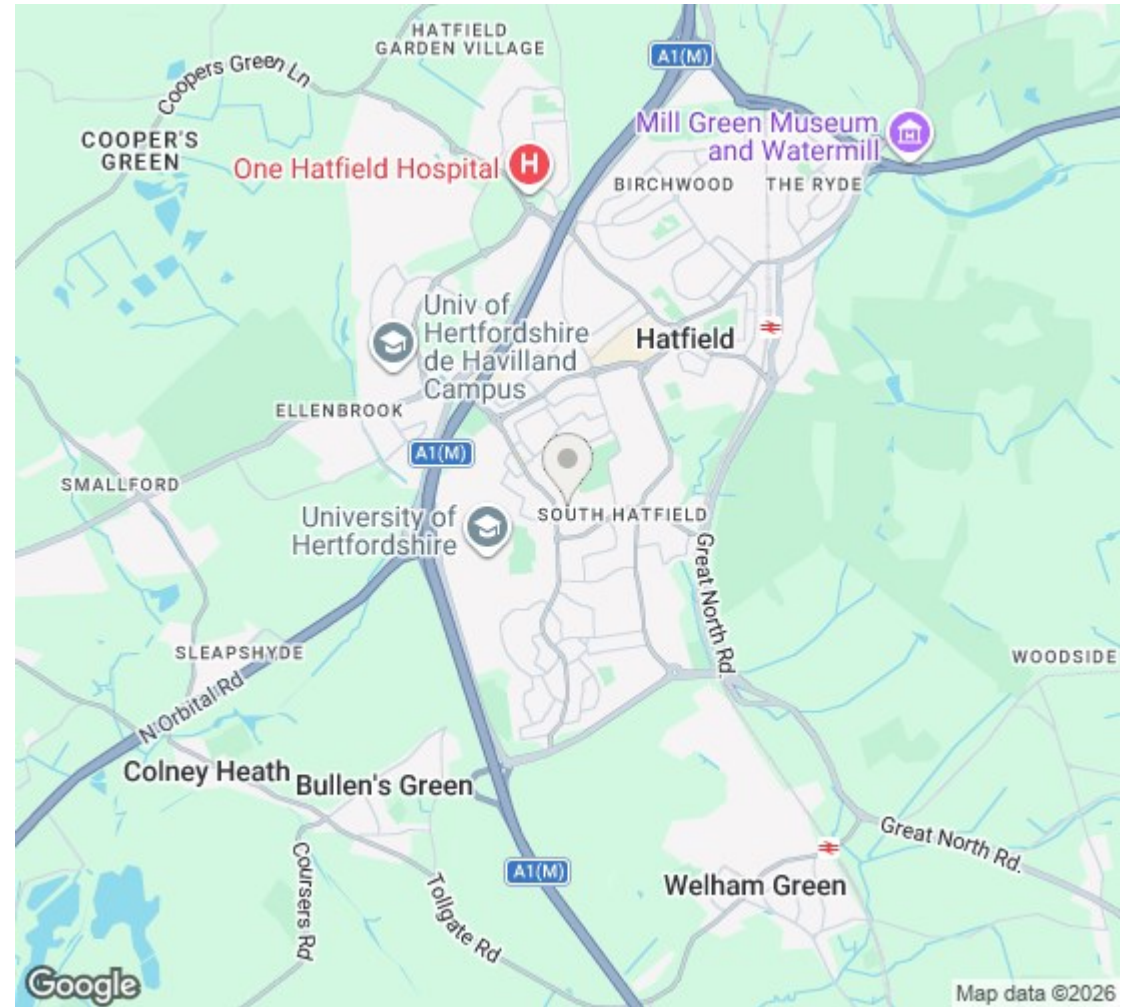 HATFIELD
GARDEN VILLAGE
A1(M)
Coopers Green Ln
COOPER'S
GREEN
Mill Green Museum
and Watermill
One Hatfield Hospital
H
BIRCHWOOD
THE RYDE
Univ of
Hertfordshire
de Havilland
Campus
Hatfield
ELLENBROOK
A1(M)
SMALLFORD
University of
Hertfordshire
SOUTH HATFIELD
Great North Rd.
SLEAPSHYDE
WOODSIDE
N Orbital Rd
Colney Heath
Bullen's Green
Great North Rd.
Coursers Rd
Tollgate Rd
A1(M)
Welham Green
Google
Map data ©2026